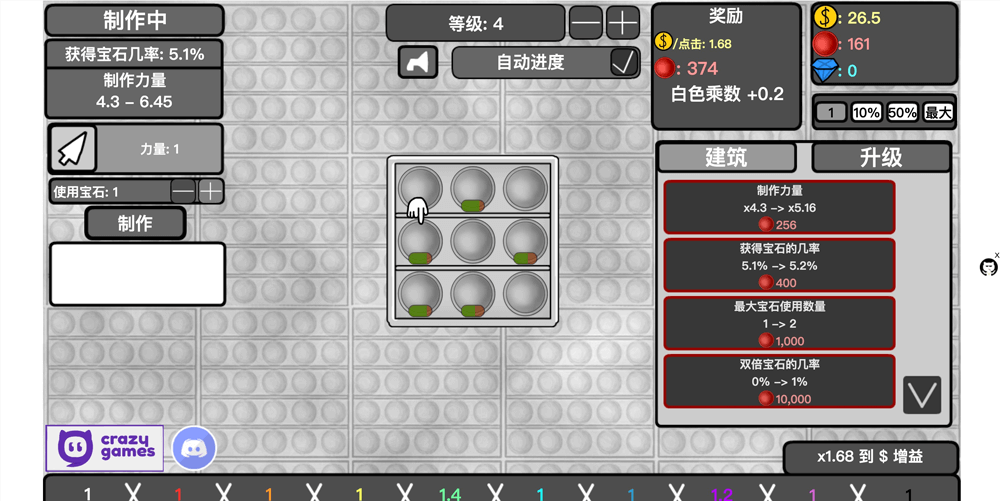 制作中
获得宝石几率: 5.1%
制作力量
4.3 – 6.45
力量: 1
使用宝石: 1
制作
crazy
games
等级: 4
自动进度
奖励
$/点击: 1.68
: 374
白色乘数 +0.2
$: 26.5
: 161
: 0
1 10% 50% 最大
建筑 升级
制作力量
x4.3 –> x5.16
256
获得宝石的几率
5.1% –> 5.2%
400
最大宝石使用数量
1 –> 2
1,000
双倍宝石的几率
0% –> 1%
10,000
x1.68 到 $ 增益
1 X 1 X 1 X 1 X 1.4 X 1 X 1 X 1.2 X 1 X 1
x